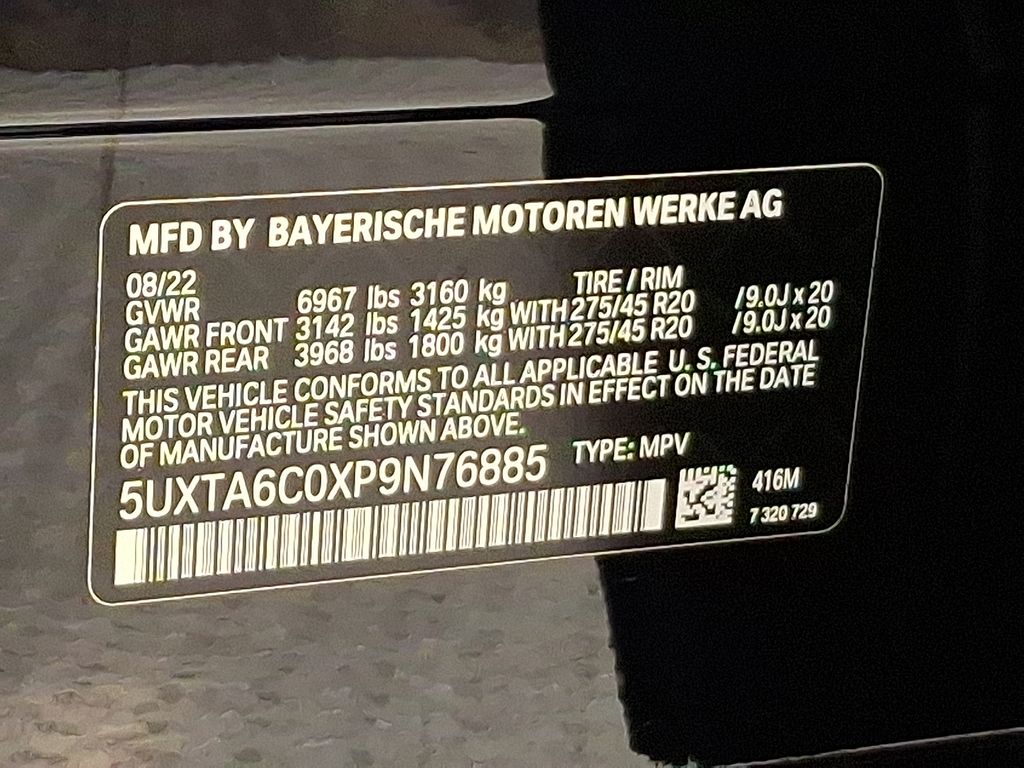 MFD BY BAYERISCHE MOTOREN WERKE AG
08/22 TIRE / RIM
GVWR 6967 lbs 3160 kg
GAWR FRONT 3142 lbs 1425 kg WITH 275/45 R20 /9.0J x 20
GAWR REAR 3968 lbs 1800 kg WITH 275/45 R20 /9.0J x 20
THIS VEHICLE CONFORMS TO ALL APPLICABLE U. S. FEDERAL
MOTOR VEHICLE SAFETY STANDARDS IN EFFECT ON THE DATE
OF MANUFACTURE SHOWN ABOVE.
5UXTA6C0XP9N76885 TYPE: MPV
416M
7 320 729